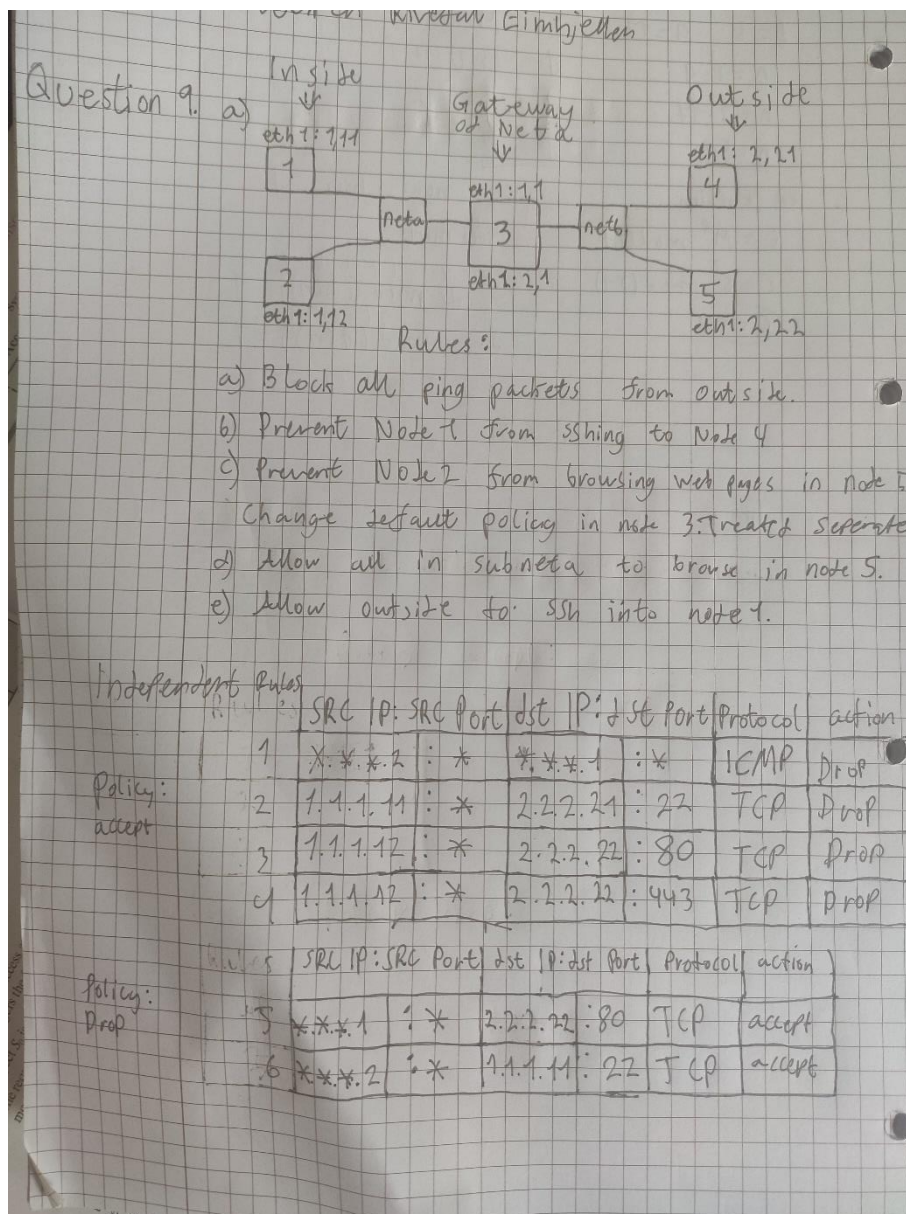 Eimhjellen
Inside
Question 9. a)
Gateway of Net a
Outside
eth1: 1,11
eth1: 2,21
1
4
eth1: 1,1
neta
3
netb
2
eth1: 2,1
5
eth1: 1,12
eth1: 2,22
Rules:
a) Block all ping packets from outside.
b) Prevent Node 1 from sshing to Node 4
c) Prevent Node 2 from browsing web pages in node 5
Change default policy in node 3. Treated Seperate
d) Allow all in subneta to browse in node 5.
e) Allow outside to ssh into node 1.
Independent Rules
SRC IP: SRC Port dst IP: dst Port Protocol action
1 *.*.*.2 : * *.*.*.1 : * ICMP Drop
Policy: accept
2 1.1.1.11 : * 2.2.2.21 : 22 TCP Drop
3 1.1.1.12 : * 2.2.2.22 : 80 TCP Drop
4 1.1.1.12 : * 2.2.2.22 : 443 TCP Drop
SRC IP: SRC Port dst IP: dst Port Protocol action
Policy: Drop
5 *.*.*.1 : * 2.2.2.22 : 80 TCP accept
6 *.*.*.2 : * 1.1.1.11 : 22 TCP accept